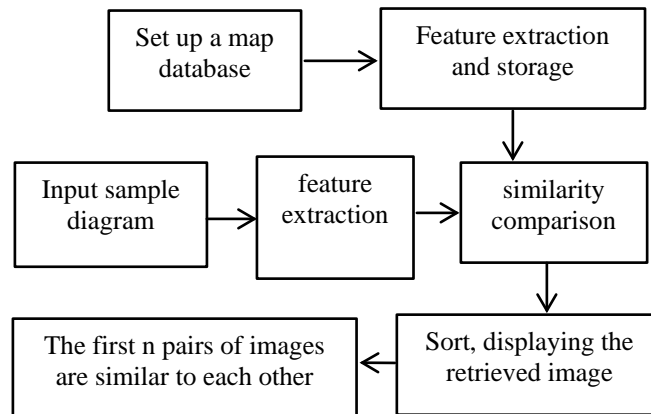 Set up a map
database
Feature extraction
and storage
Input sample
diagram
feature
extraction
similarity
comparison
The first n pairs of images
are similar to each other
Sort, displaying the
retrieved image